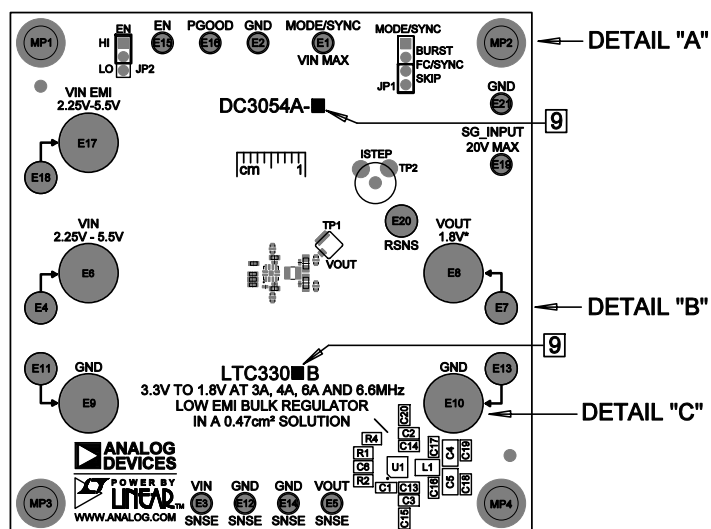 MP1
EN
HI
LO
JP2
EN
E15
PGOOD
E16
GND
E2
MODE/SYNC
E1
VIN MAX
MODE/SYNC
BURST
FC/SYNC
SKIP
JP1
MP2
DETAIL "A"
VIN EMI
2.25V-5.5V
E17
E18
DC3054A-
9
GND
E21
SG_INPUT
20V MAX
E19
cm 1
ISTEP
TP2
E20
RSNS
VIN
2.25V - 5.5V
E6
E4
TP1
VOUT
VOUT
1.8V*
E8
E7
DETAIL "B"
9
E11
GND
E9
LTC330 B
3.3V TO 1.8V AT 3A, 4A, 6A AND 6.6MHz
LOW EMI BULK REGULATOR
IN A 0.47cm² SOLUTION
GND
E10
E13
DETAIL "C"
ANALOG
DEVICES
POWER BY
LINEAR™
WWW.ANALOG.COM
C20
R4
C2
C14
R1
C6
R2
U1
L1
C17
C4
C19
C1
C13
C3
C15
C16
C5
C18
MP3
VIN
E3
SNSE
GND
E12
SNSE
GND
E14
SNSE
VOUT
E5
SNSE
MP4